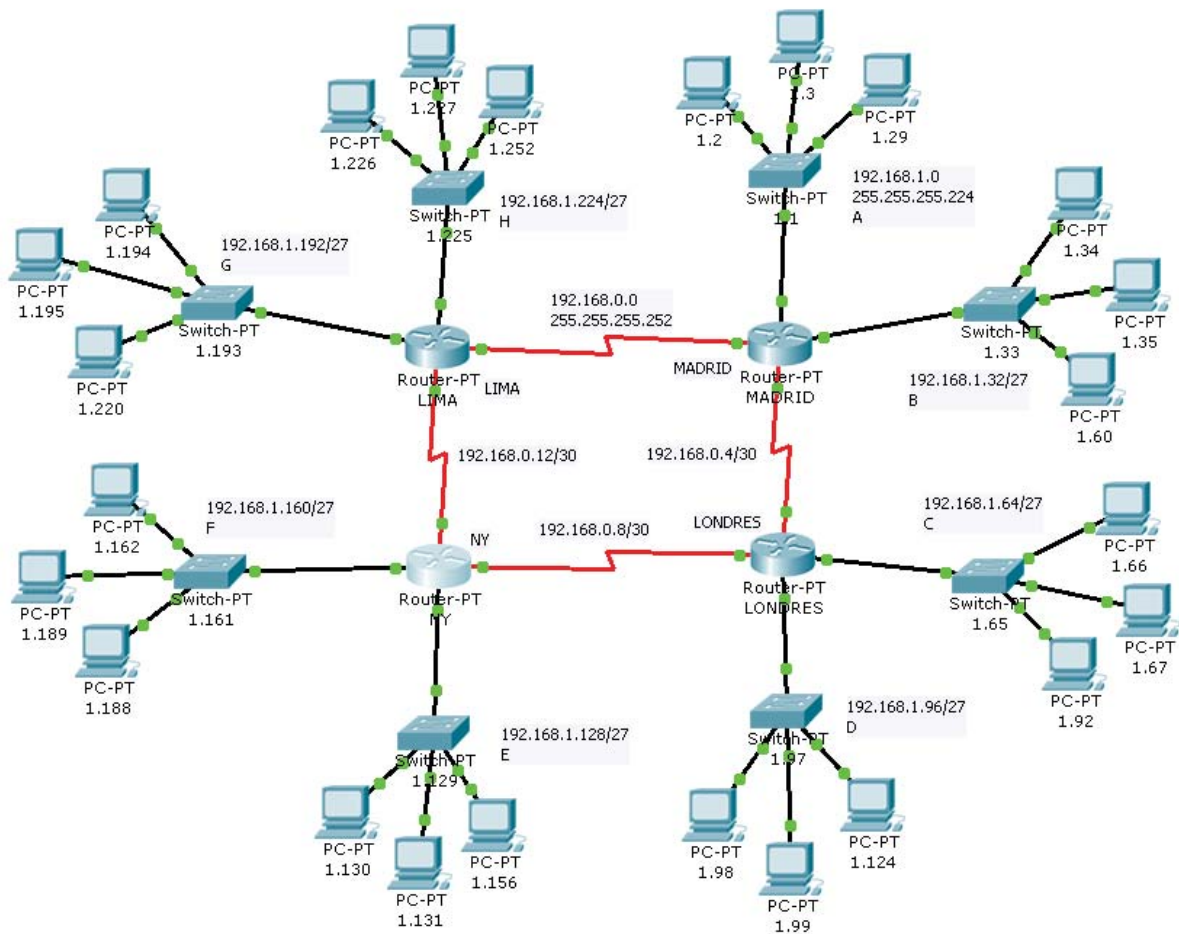 PC-PT
1.227
PC-PT
1.226
PC-PT
1.252
Switch-PT
1.225
192.168.1.224/27
H
PC-PT
1.3
PC-PT
1.2
PC-PT
1.29
Switch-PT
1.1
192.168.1.0
255.255.255.224
A
PC-PT
1.194
PC-PT
1.195
PC-PT
1.220
Switch-PT
1.193
192.168.1.192/27
G
Router-PT
LIMA
LIMA
192.168.0.0
255.255.255.252
MADRID
Router-PT
MADRID
PC-PT
1.34
PC-PT
1.35
PC-PT
1.60
Switch-PT
1.33
192.168.1.32/27
B
192.168.0.12/30
192.168.0.4/30
PC-PT
1.162
PC-PT
1.189
PC-PT
1.188
Switch-PT
1.161
192.168.1.160/27
F
NY
Router-PT
NY
192.168.0.8/30
LONDRES
Router-PT
LONDRES
192.168.1.64/27
C
Switch-PT
1.65
PC-PT
1.66
PC-PT
1.67
PC-PT
1.92
Switch-PT
1.129
192.168.1.128/27
E
PC-PT
1.130
PC-PT
1.131
PC-PT
1.156
Switch-PT
1.97
192.168.1.96/27
D
PC-PT
1.98
PC-PT
1.99
PC-PT
1.124